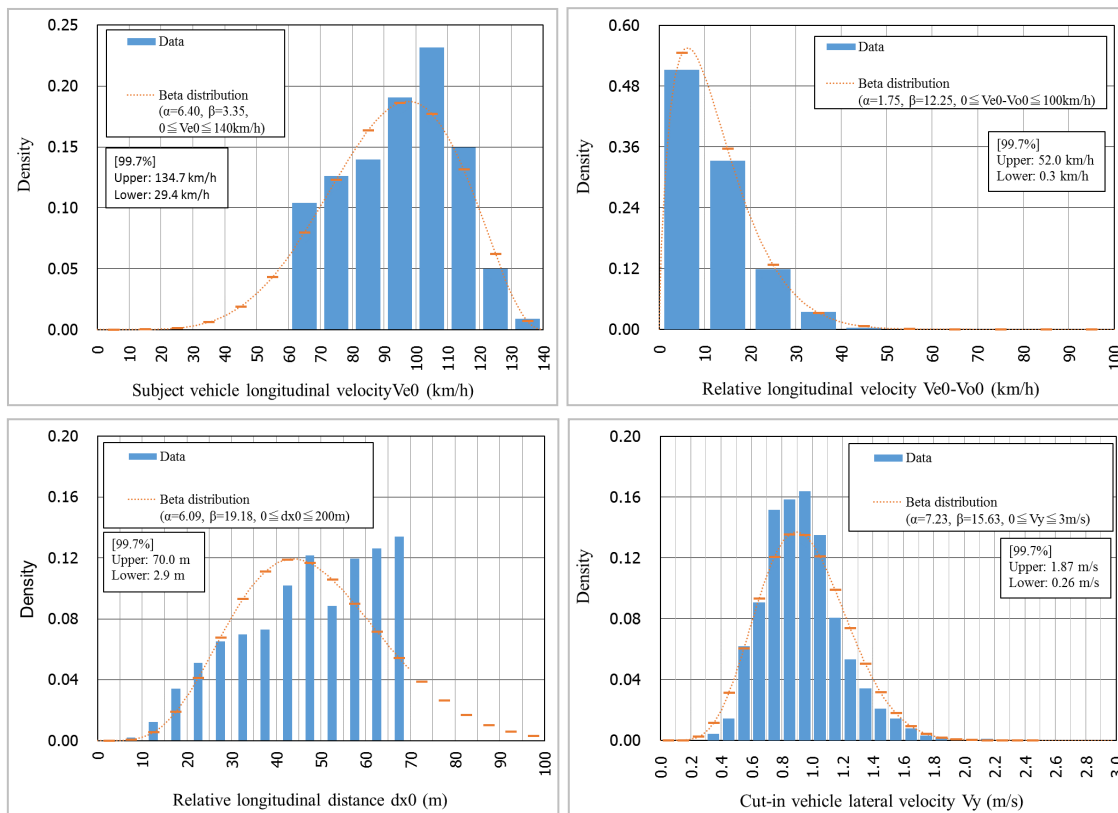 0.25
0.20
0.15
0.10
0.05
0.00
Density
Data
Beta distribution
(α=6.40, β=3.35,
0≦Ve0≦140km/h)
[99.7%]
Upper: 134.7 km/h
Lower: 29.4 km/h
0 10 20 30 40 50 60 70 80 90 100 110 120 130 140
Subject vehicle longitudinal velocityVe0 (km/h)
0.60
0.48
0.36
0.24
0.12
0.00
Density
Data
Beta distribution
(α=1.75, β=12.25, 0≦Ve0-Vo0≦100km/h)
[99.7%]
Upper: 52.0 km/h
Lower: 0.3 km/h
0 10 20 30 40 50 60 70 80 90 100
Relative longitudinal velocity Ve0-Vo0 (km/h)
0.20
0.16
0.12
0.08
0.04
0.00
Density
Data
Beta distribution
(α=6.09, β=19.18, 0≦dx0≦200m)
[99.7%]
Upper: 70.0 m
Lower: 2.9 m
0 10 20 30 40 50 60 70 80 90 100
Relative longitudinal distance dx0 (m)
0.20
0.16
0.12
0.08
0.04
0.00
Density
Data
Beta distribution
(α=7.23, β=15.63, 0≦Vy≦3m/s)
[99.7%]
Upper: 1.87 m/s
Lower: 0.26 m/s
0.0 0.2 0.4 0.6 0.8 1.0 1.2 1.4 1.6 1.8 2.0 2.2 2.4 2.6 2.8 3.0
Cut-in vehicle lateral velocity Vy (m/s)